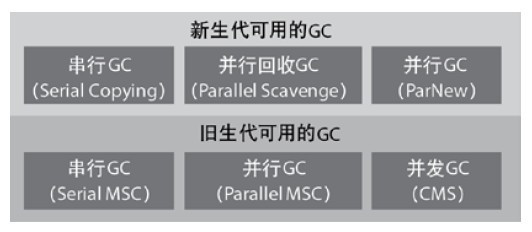 新生代可用的GC
串行GC
(Serial Copying)
并行回收GC
(Parallel Scavenge)
并行GC
(ParNew)
旧生代可用的GC
串行GC
(Serial MSC)
并行GC
(Parallel MSC)
并发GC
(CMS)